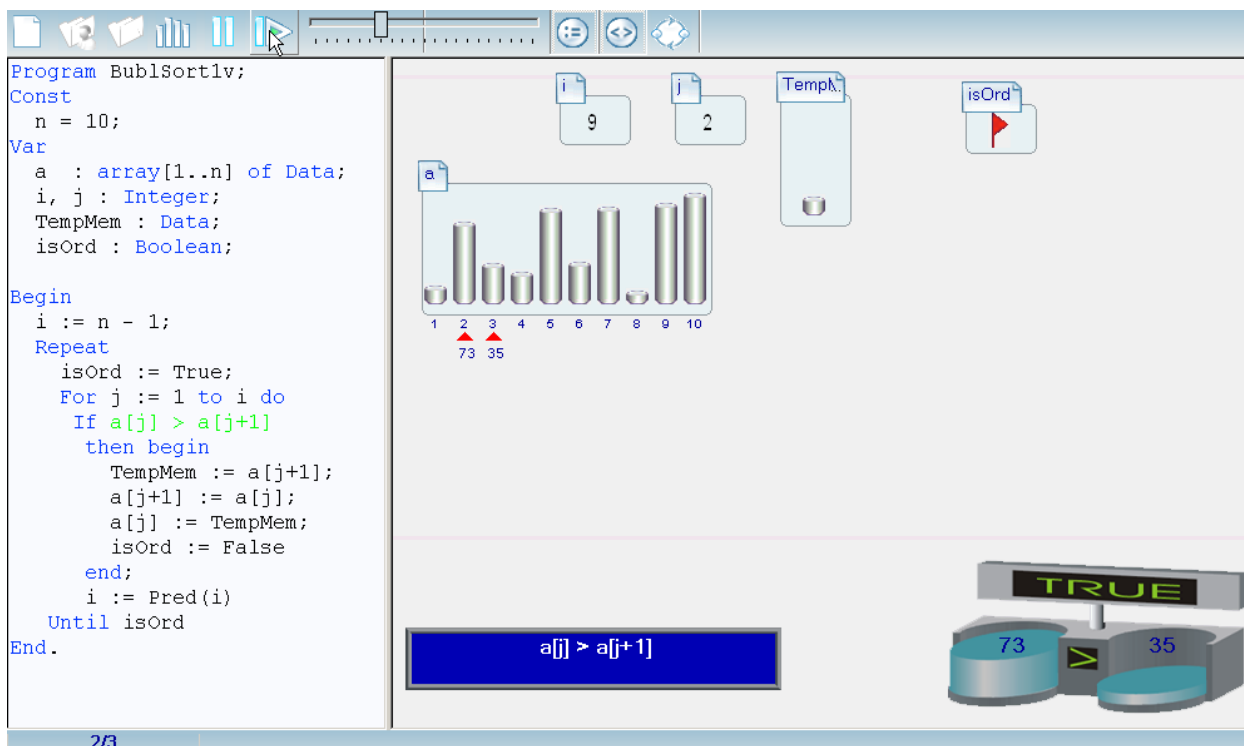 Program BublSort1v;
Const
n = 10;
Var
a : array[1..n] of Data;
i, j : Integer;
TempMem : Data;
isOrd : Boolean;
Begin
i := n - 1;
Repeat
isOrd := True;
For j := 1 to i do
If a[j] > a[j+1]
then begin
TempMem := a[j+1];
a[j+1] := a[j];
a[j] := TempMem;
isOrd := False
end;
i := Pred(i)
Until isOrd
End.
2/3
i
9
j
2
isOrd
a
1 2 3 4 5 6 7 8 9 10
73 35
a[j] > a[j+1]
TRUE
73 > 35